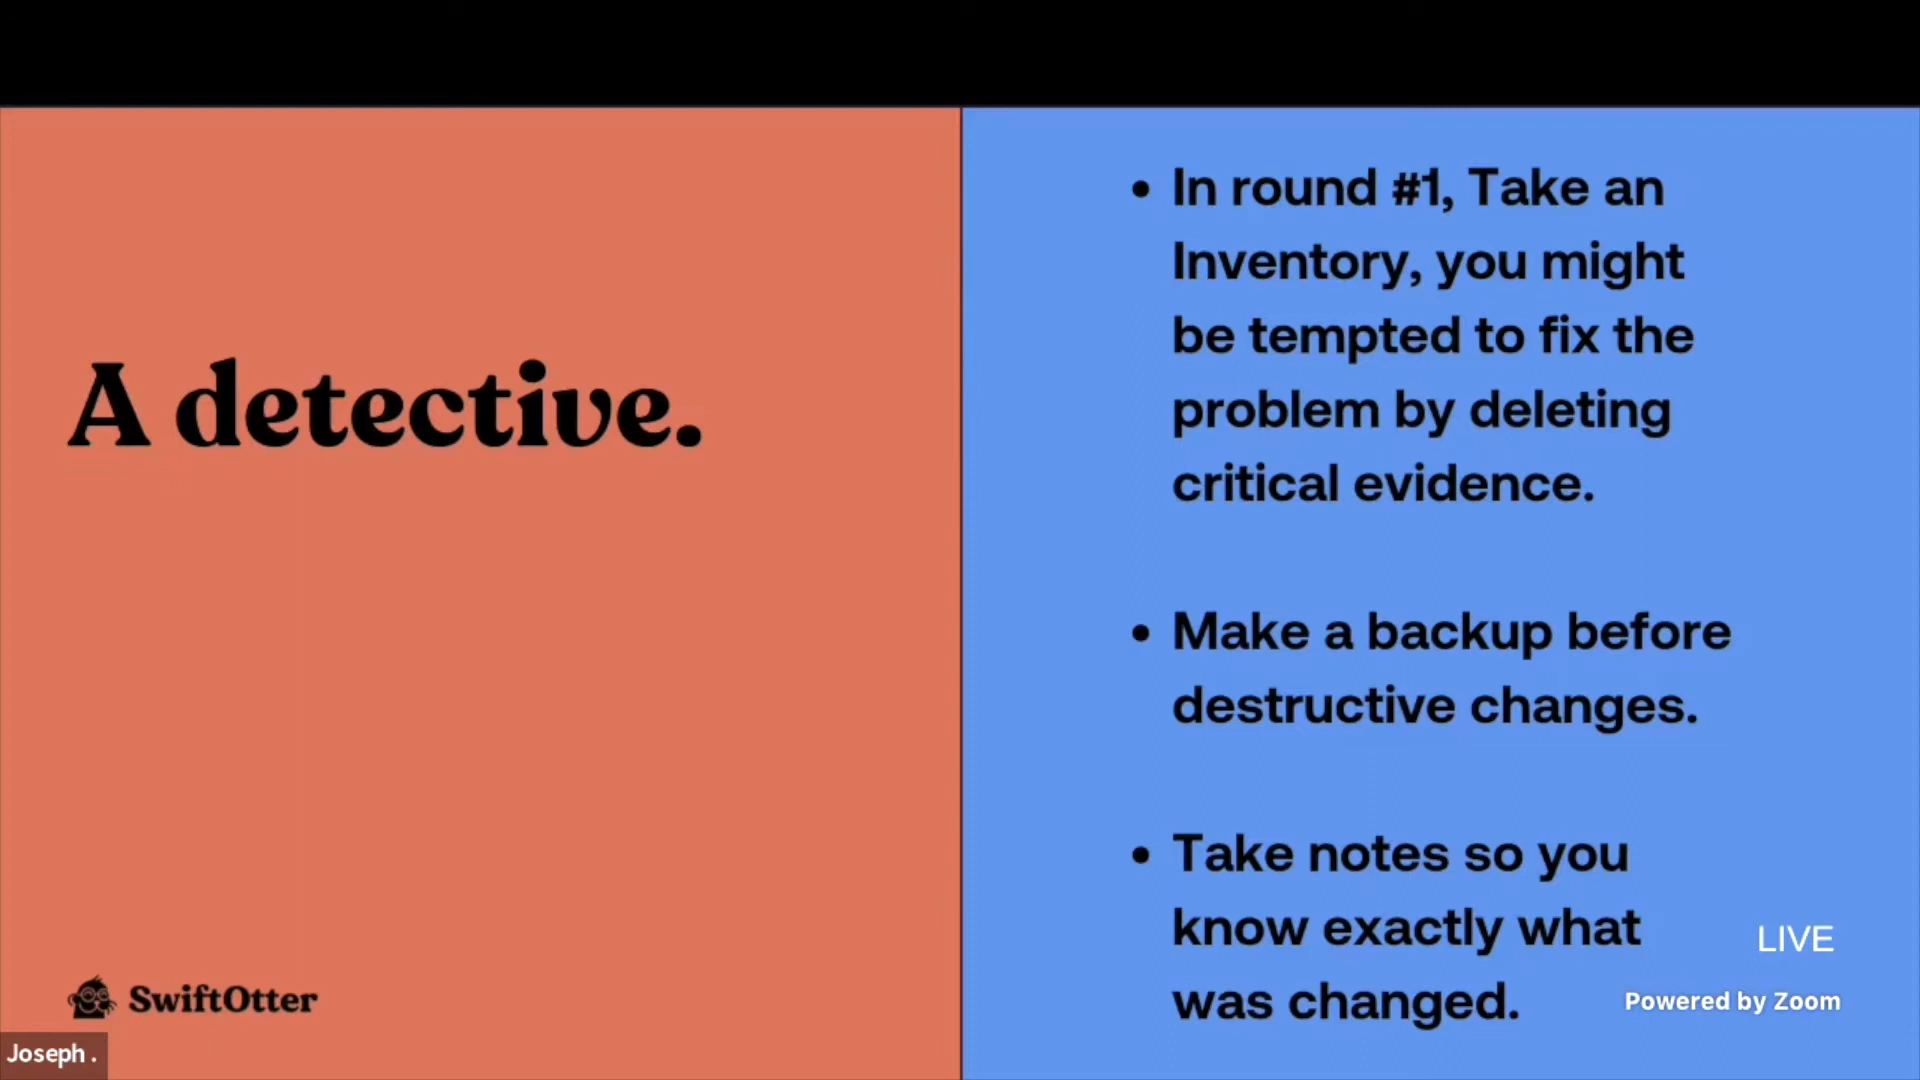 A detective.
• In round #1, Take an
Inventory, you might
be tempted to fix the
problem by deleting
critical evidence.
• Make a backup before
destructive changes.
• Take notes so you
know exactly what
was changed.
SwiftOtter
Joseph .
LIVE
Powered by Zoom